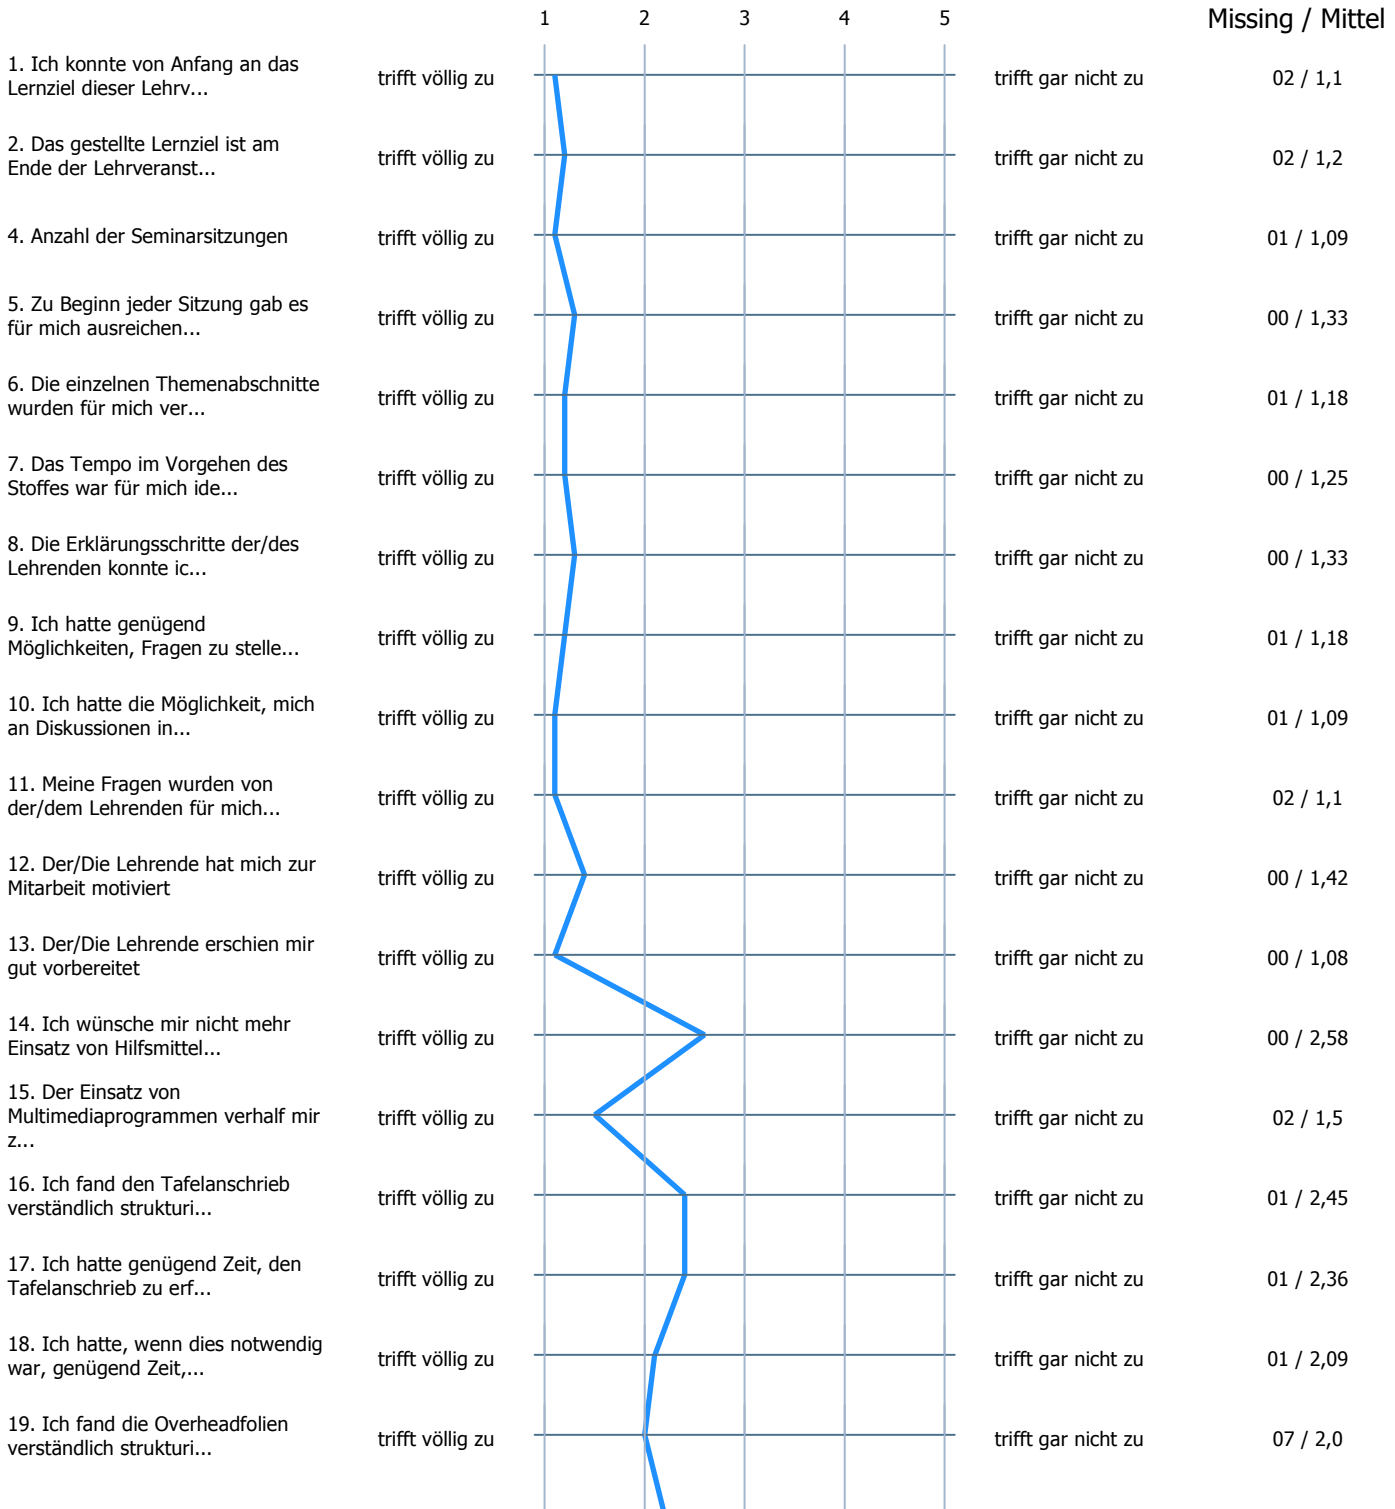 1 2 3 4 5 Missing / Mittel
1. Ich konnte von Anfang an das
Lernziel dieser Lehrv...
trifft völlig zu trifft gar nicht zu 02 / 1,1
2. Das gestellte Lernziel ist am
Ende der Lehrveranst...
trifft völlig zu trifft gar nicht zu 02 / 1,2
4. Anzahl der Seminarsitzungen trifft völlig zu trifft gar nicht zu 01 / 1,09
5. Zu Beginn jeder Sitzung gab es
für mich ausreichen...
trifft völlig zu trifft gar nicht zu 00 / 1,33
6. Die einzelnen Themenabschnitte
wurden für mich ver...
trifft völlig zu trifft gar nicht zu 01 / 1,18
7. Das Tempo im Vorgehen des
Stoffes war für mich ide...
trifft völlig zu trifft gar nicht zu 00 / 1,25
8. Die Erklärungsschritte der/des
Lehrenden konnte ic...
trifft völlig zu trifft gar nicht zu 00 / 1,33
9. Ich hatte genügend
Möglichkeiten, Fragen zu stelle...
trifft völlig zu trifft gar nicht zu 01 / 1,18
10. Ich hatte die Möglichkeit, mich
an Diskussionen in...
trifft völlig zu trifft gar nicht zu 01 / 1,09
11. Meine Fragen wurden von
der/dem Lehrenden für mich...
trifft völlig zu trifft gar nicht zu 02 / 1,1
12. Der/Die Lehrende hat mich zur
Mitarbeit motiviert
trifft völlig zu trifft gar nicht zu 00 / 1,42
13. Der/Die Lehrende erschien mir
gut vorbereitet
trifft völlig zu trifft gar nicht zu 00 / 1,08
14. Ich wünsche mir nicht mehr
Einsatz von Hilfsmittel...
trifft völlig zu trifft gar nicht zu 00 / 2,58
15. Der Einsatz von
Multimediaprogrammen verhalf mir
z...
trifft völlig zu trifft gar nicht zu 02 / 1,5
16. Ich fand den Tafelanschrieb
verständlich strukturi...
trifft völlig zu trifft gar nicht zu 01 / 2,45
17. Ich hatte genügend Zeit, den
Tafelanschrieb zu erf...
trifft völlig zu trifft gar nicht zu 01 / 2,36
18. Ich hatte, wenn dies notwendig
war, genügend Zeit,...
trifft völlig zu trifft gar nicht zu 01 / 2,09
19. Ich fand die Overheadfolien
verständlich strukturi...
trifft völlig zu trifft gar nicht zu 07 / 2,0